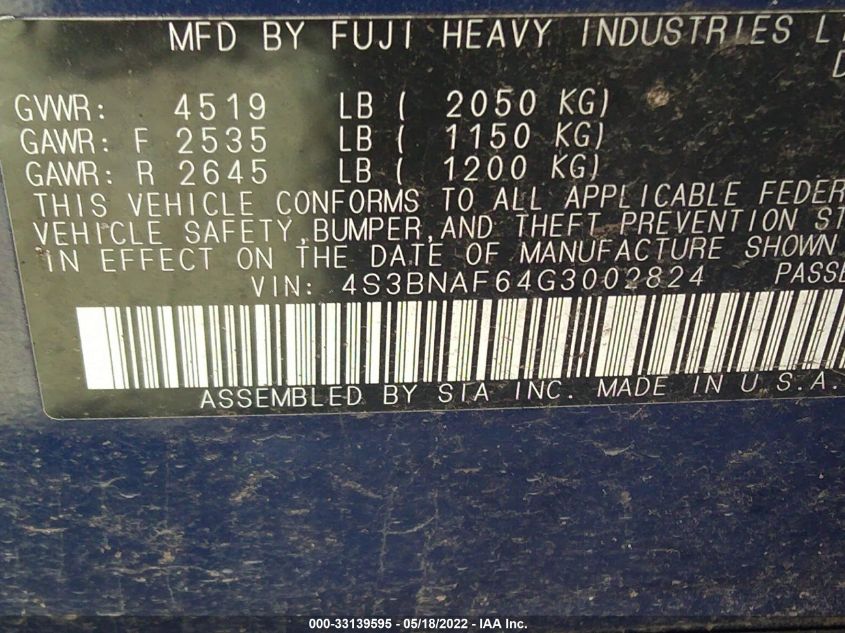 MFD BY FUJI HEAVY INDUSTRIES
GVWR: 4519 LB ( 2050 KG)
GAWR: F 2535 LB ( 1150 KG)
GAWR: R 2645 LB ( 1200 KG)
THIS VEHICLE CONFORMS TO ALL APPLICABLE
VEHICLE SAFETY, BUMPER, AND THEFT PREVENTION
IN EFFECT ON THE DATE OF MANUFACTURE SHOWN
VIN: 4S3BNAF64G3002824
ASSEMBLED BY SIA INC. MADE IN U.S.A.
000-33139595 - 05/18/2022 - IAA Inc.